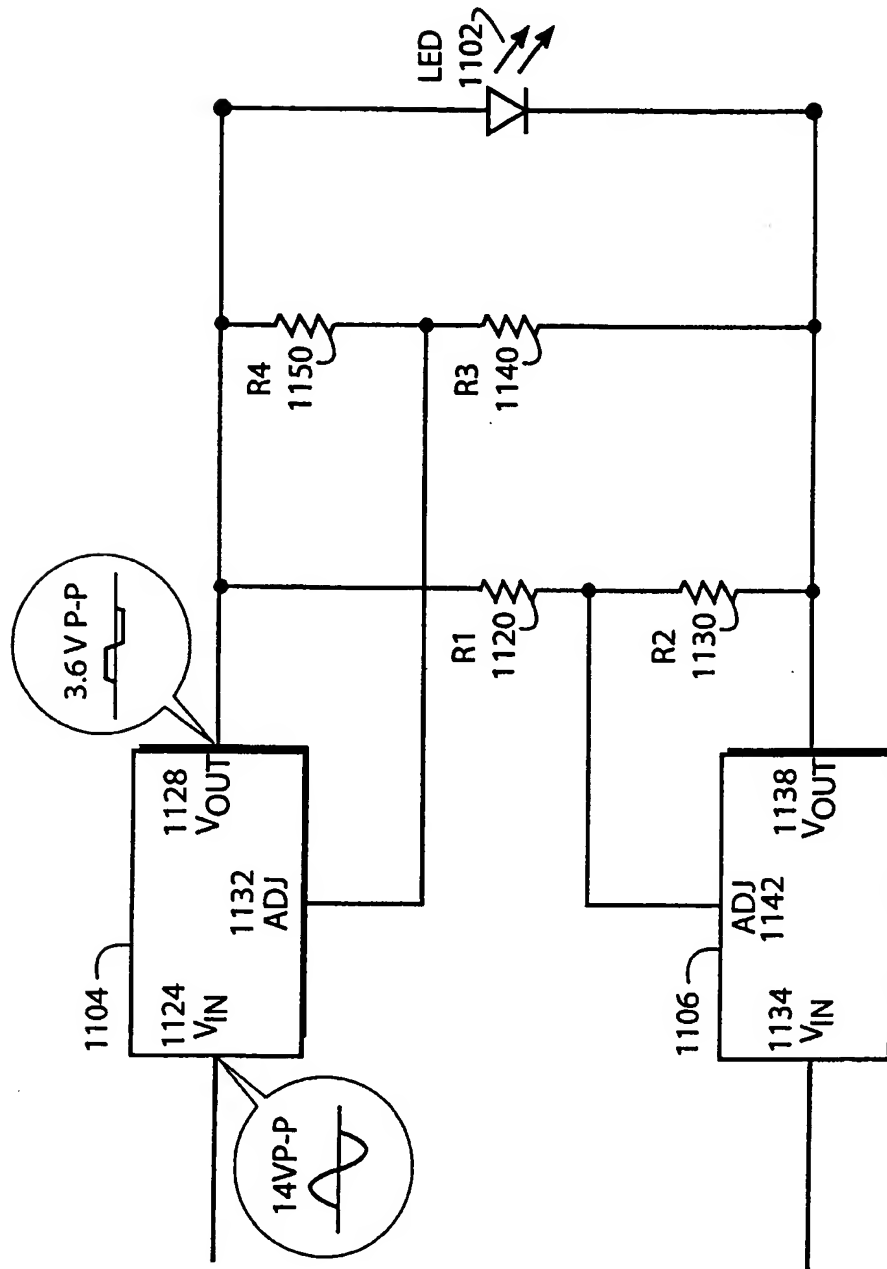 14VP-P
1104
1124
VIN
1132
ADJ
1128
VOUT
3.6 V P-P
R4
1150
R3
1140
R1
1120
R2
1130
LED
1102
1106
1134
VIN
ADJ
1142
1138
VOUT